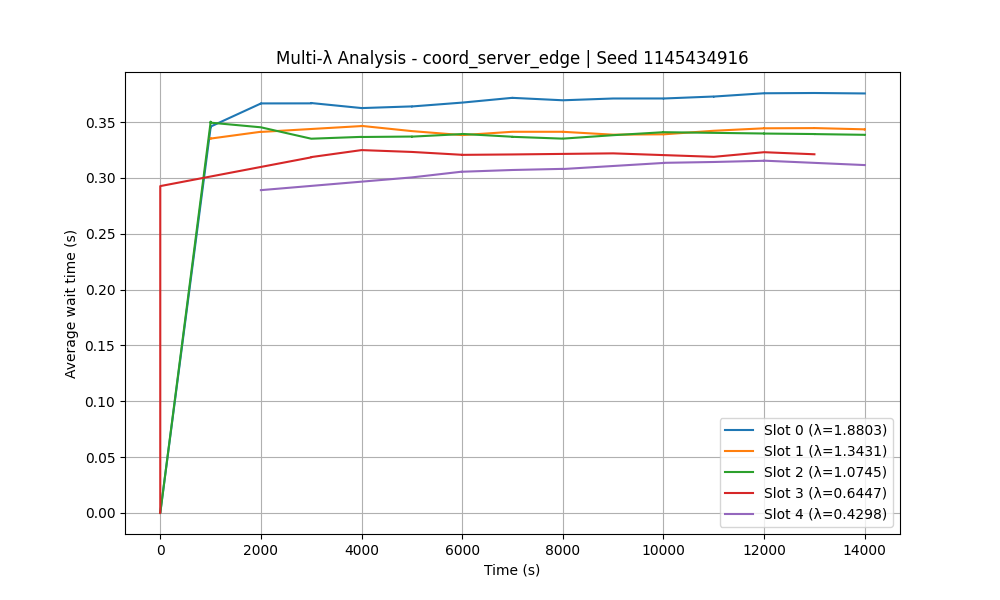 Multi-λ Analysis - coord_server_edge | Seed 1145434916
Average wait time (s)
0.35
0.30
0.25
0.20
0.15
0.10
0.05
0.00
Slot 0 (λ=1.8803)
Slot 1 (λ=1.3431)
Slot 2 (λ=1.0745)
Slot 3 (λ=0.6447)
Slot 4 (λ=0.4298)
0 2000 4000 6000 8000 10000 12000 14000
Time (s)